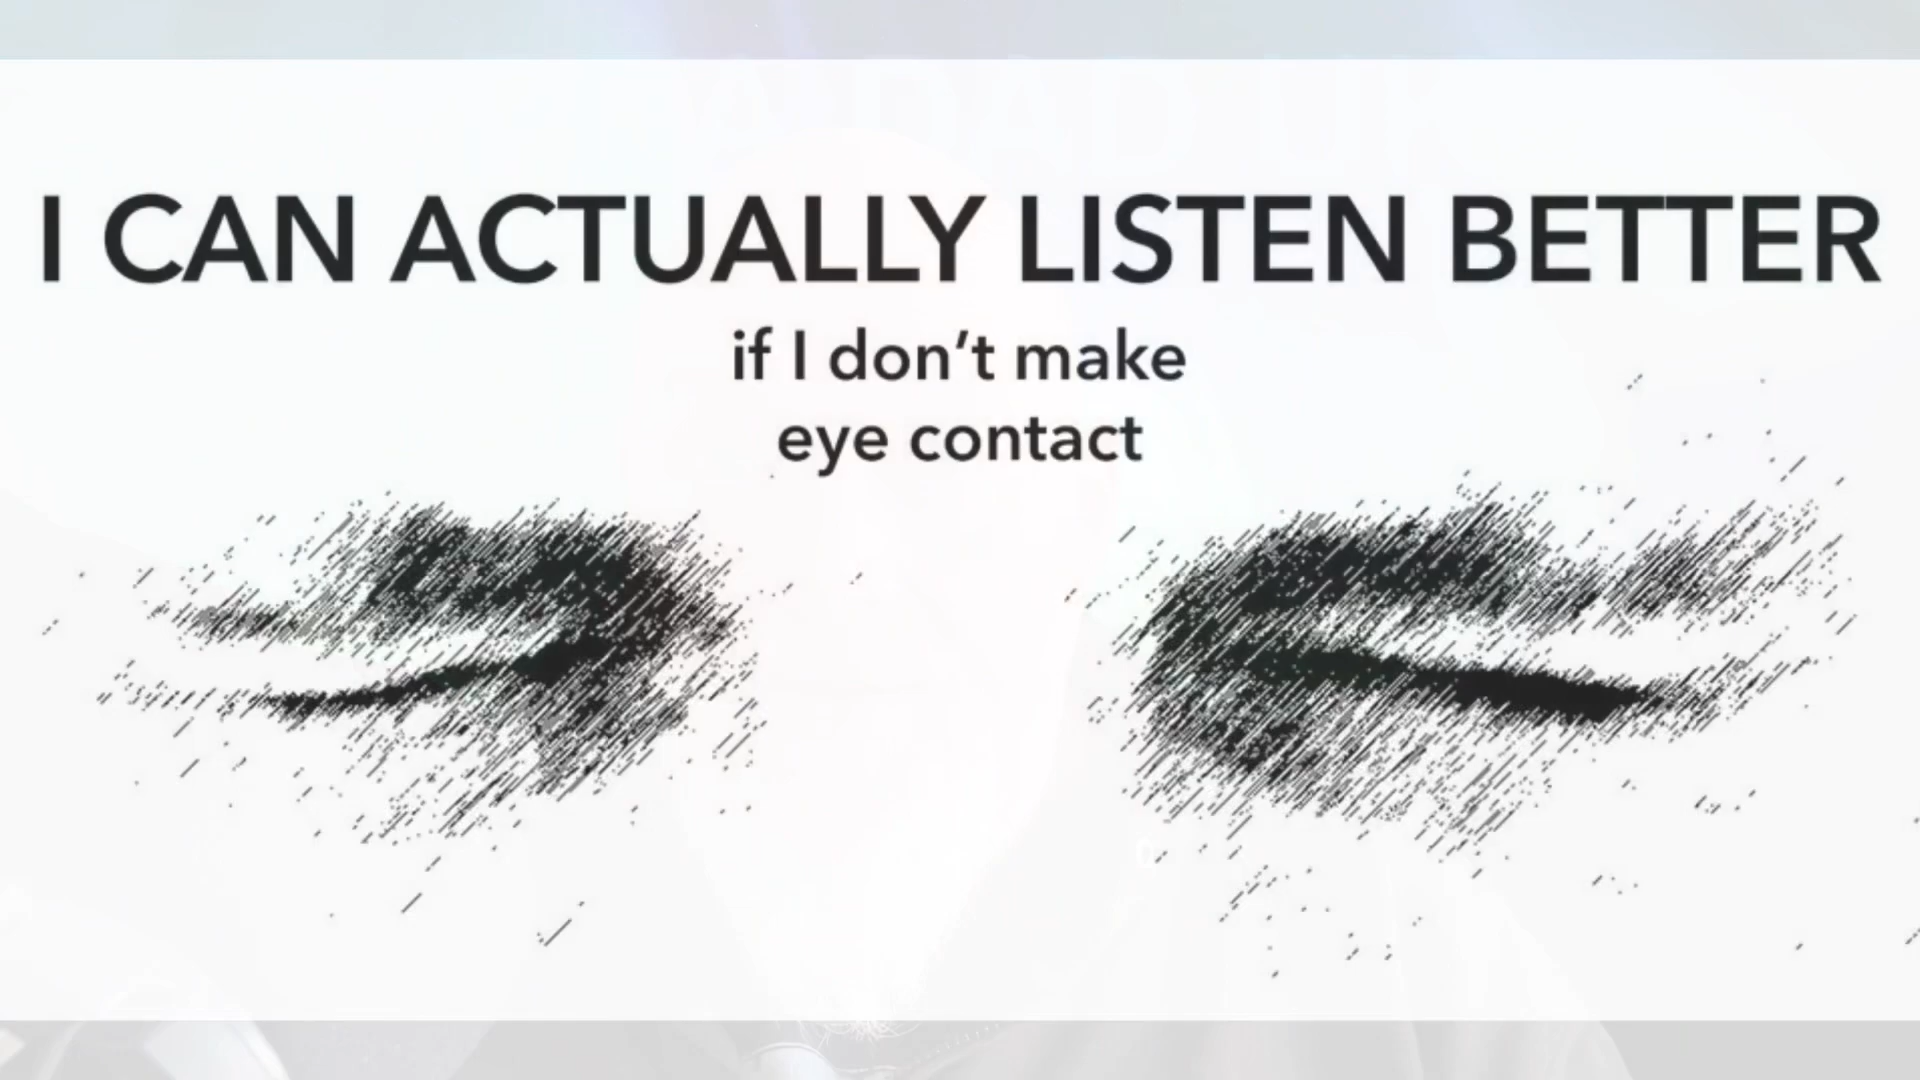 I CAN ACTUALLY LISTEN BETTER
if I don’t make
eye contact